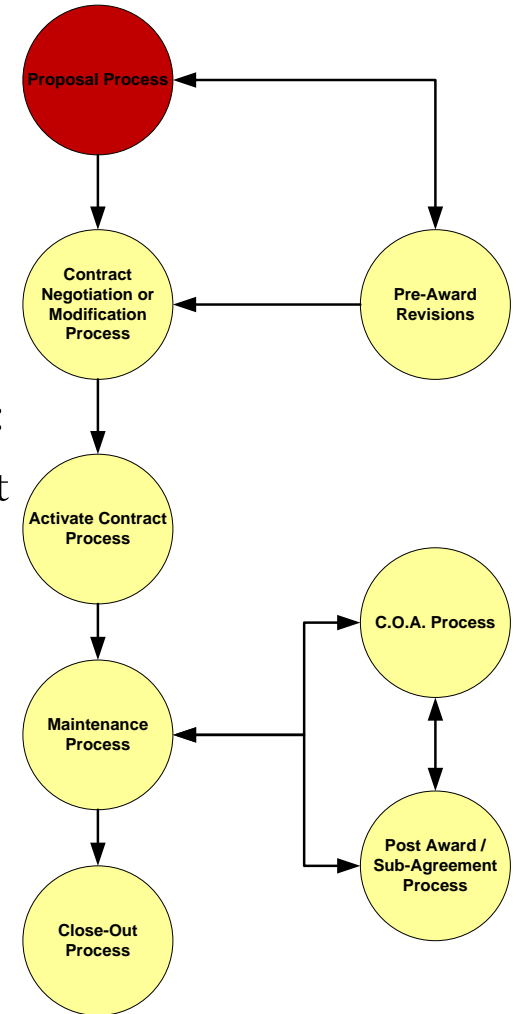 Proposal Process
Contract
Negotiation or
Modification
Process
Pre-Award
Revisions
:
t
Activate Contract
Process
C.O.A. Process
Maintenance
Process
Post Award /
Sub-Agreement
Process
Close-Out
Process